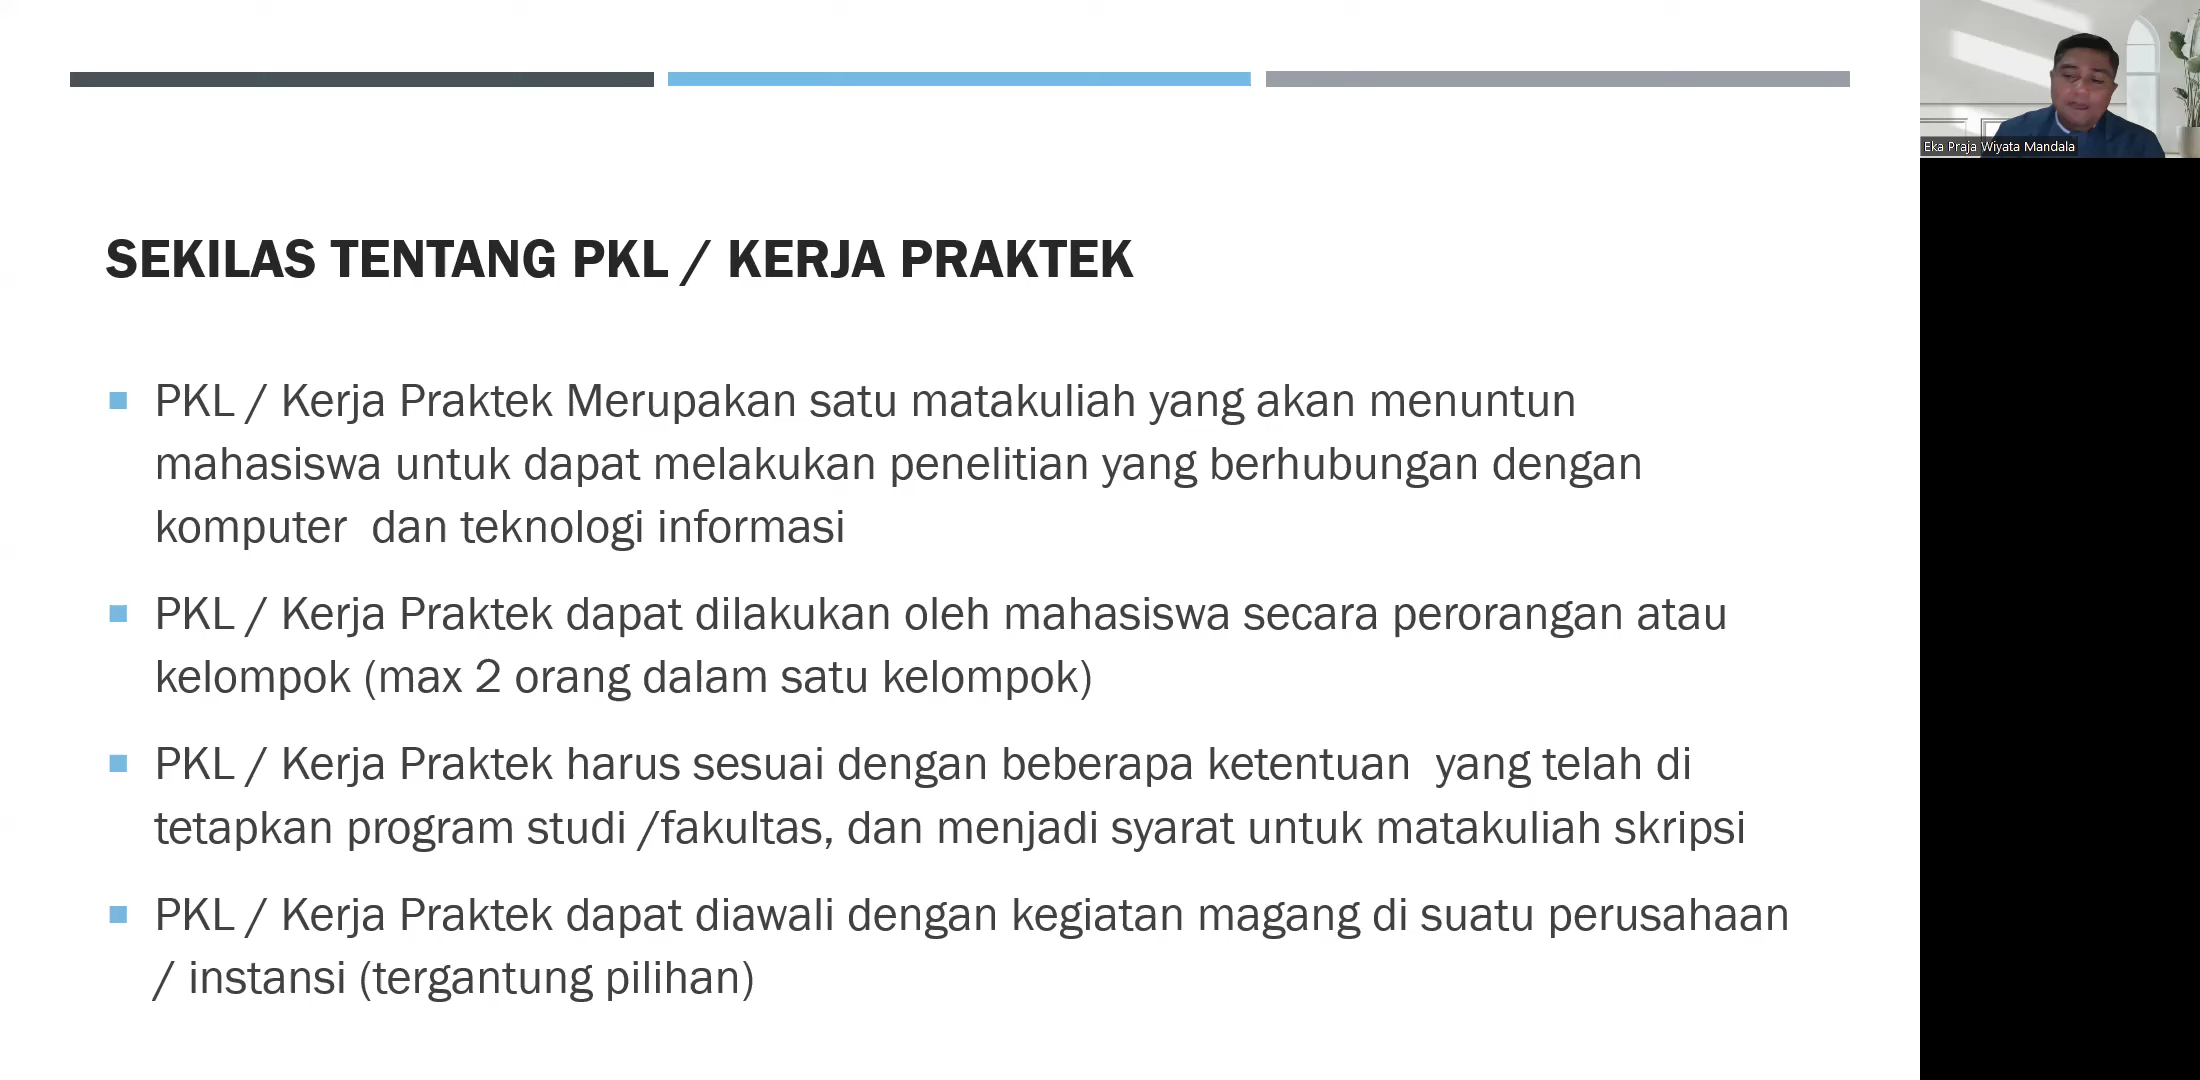 SEKILAS TENTANG PKL / KERJA PRAKTEK
PKL / Kerja Praktek Merupakan satu matakuliah yang akan menuntun
mahasiswa untuk dapat melakukan penelitian yang berhubungan dengan
komputer  dan teknologi informasi
PKL / Kerja Praktek dapat dilakukan oleh mahasiswa secara perorangan atau
kelompok (max 2 orang dalam satu kelompok)
PKL / Kerja Praktek harus sesuai dengan beberapa ketentuan  yang telah di
tetapkan program studi /fakultas, dan menjadi syarat untuk matakuliah skripsi
PKL / Kerja Praktek dapat diawali dengan kegiatan magang di suatu perusahaan
/ instansi (tergantung pilihan)
Eka Praja Wiyata Mandala